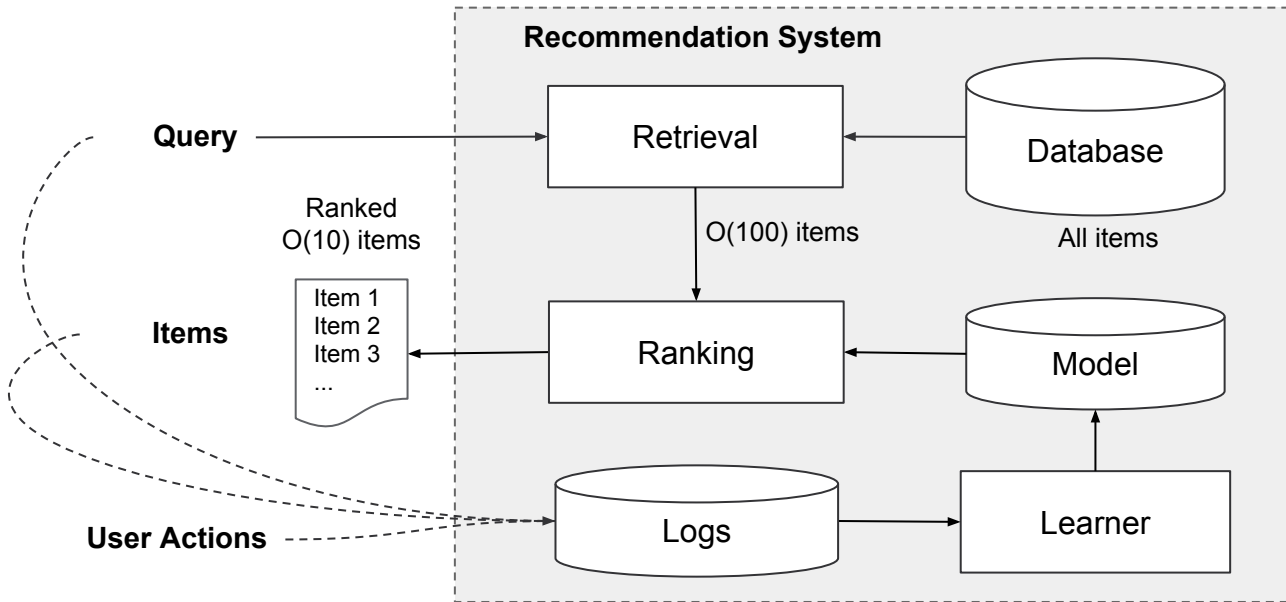 Recommendation System
Query
Retrieval
Database
Ranked
O(10) items
O(100) items
All items
Items
Item 1
Item 2
Item 3
...
Ranking
Model
User Actions
Logs
Learner